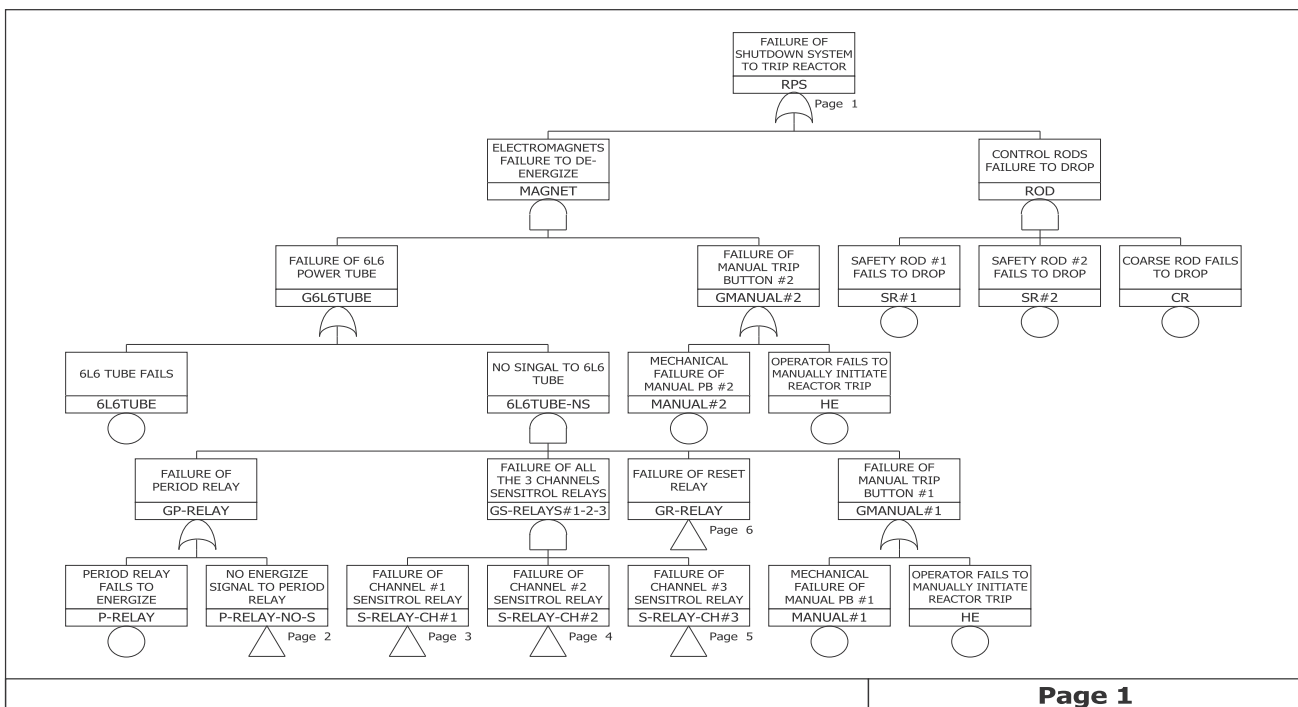 FAILURE OF
SHUTDOWN SYSTEM
TO TRIP REACTOR
RPS
Page 1
ELECTROMAGNETS
FAILURE TO DE-
ENERGIZE
MAGNET
CONTROL RODS
FAILURE TO DROP
ROD
FAILURE OF 6L6
POWER TUBE
G6L6TUBE
FAILURE OF
MANUAL TRIP
BUTTON #2
GMANUAL#2
SAFETY ROD #1
FAILS TO DROP
SR#1
SAFETY ROD #2
FAILS TO DROP
SR#2
COARSE ROD FAILS
TO DROP
CR
6L6 TUBE FAILS
6L6TUBE
NO SINGAL TO 6L6
TUBE
6L6TUBE-NS
MECHANICAL
FAILURE OF
MANUAL PB #2
MANUAL#2
OPERATOR FAILS TO
MANUALLY INITIATE
REACTOR TRIP
HE
FAILURE OF
PERIOD RELAY
GP-RELAY
FAILURE OF ALL
THE 3 CHANNELS
SENSITROL RELAYS
GS-RELAYS#1-2-3
FAILURE OF RESET
RELAY
GR-RELAY
Page 6
FAILURE OF
MANUAL TRIP
BUTTON #1
GMANUAL#1
PERIOD RELAY
FAILS TO
ENERGIZE
P-RELAY
NO ENERGIZE
SIGNAL TO PERIOD
RELAY
P-RELAY-NO-S
Page 2
FAILURE OF
CHANNEL #1
SENSITROL RELAY
S-RELAY-CH#1
Page 3
FAILURE OF
CHANNEL #2
SENSITROL RELAY
S-RELAY-CH#2
Page 4
FAILURE OF
CHANNEL #3
SENSITROL RELAY
S-RELAY-CH#3
Page 5
MECHANICAL
FAILURE OF
MANUAL PB #1
MANUAL#1
OPERATOR FAILS TO
MANUALLY INITIATE
REACTOR TRIP
HE
Page 1